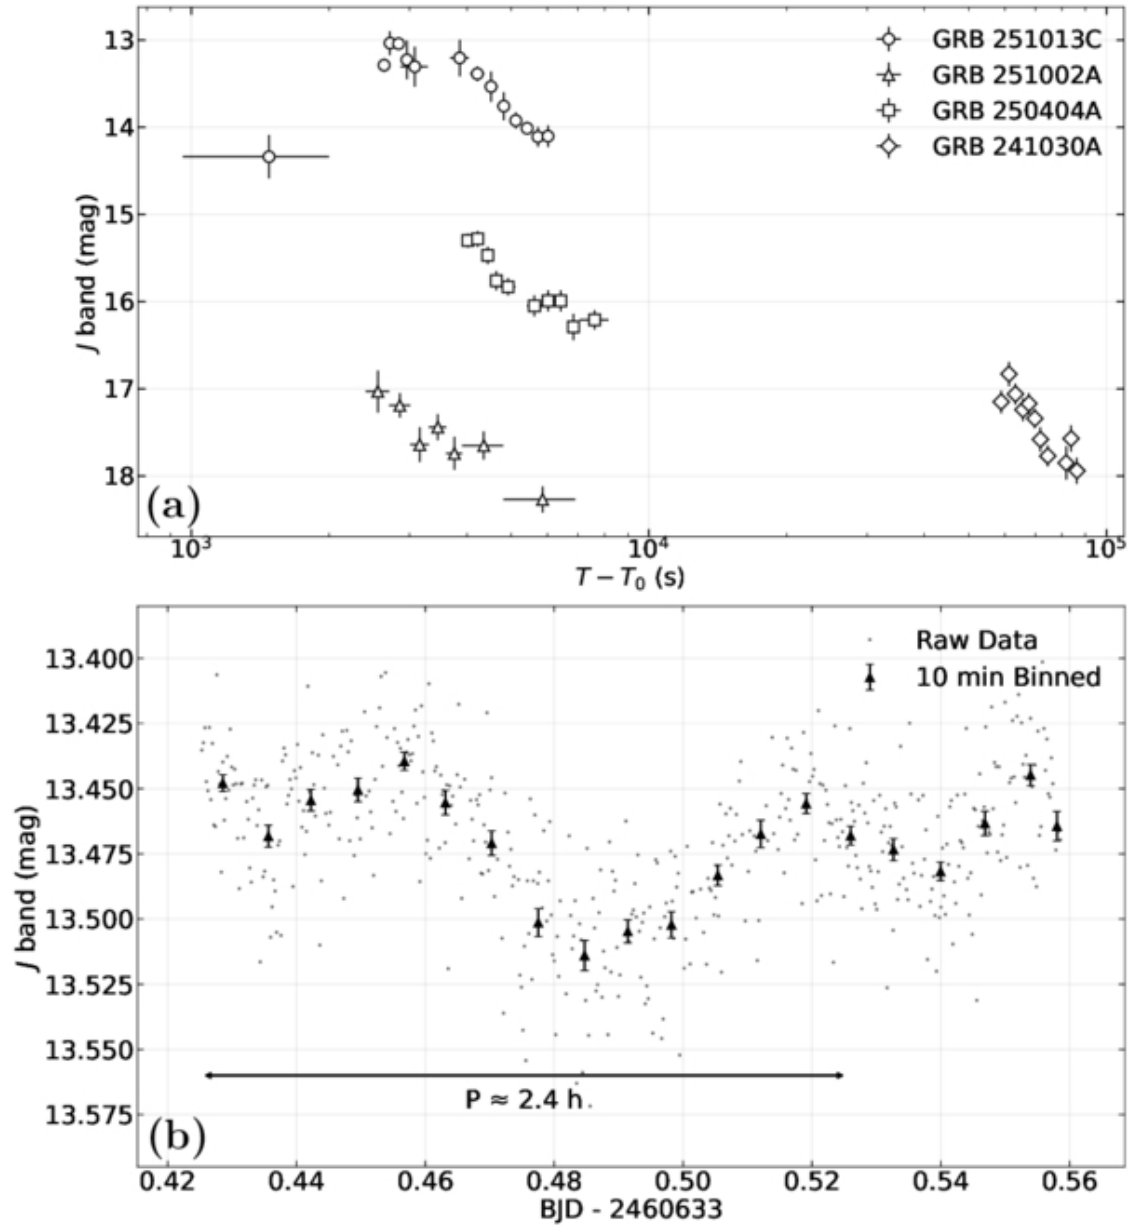 13
14
15
16
17
18
J band (mag)
GRB 251013C
GRB 251002A
GRB 250404A
GRB 241030A
(a)
10³ 10⁴ 10⁵
T − T₀ (s)
13.400
13.425
13.450
13.475
13.500
13.525
13.550
13.575
J band (mag)
Raw Data
10 min Binned
P ≈ 2.4 h
(b)
0.42 0.44 0.46 0.48 0.50 0.52 0.54 0.56
BJD - 2460633